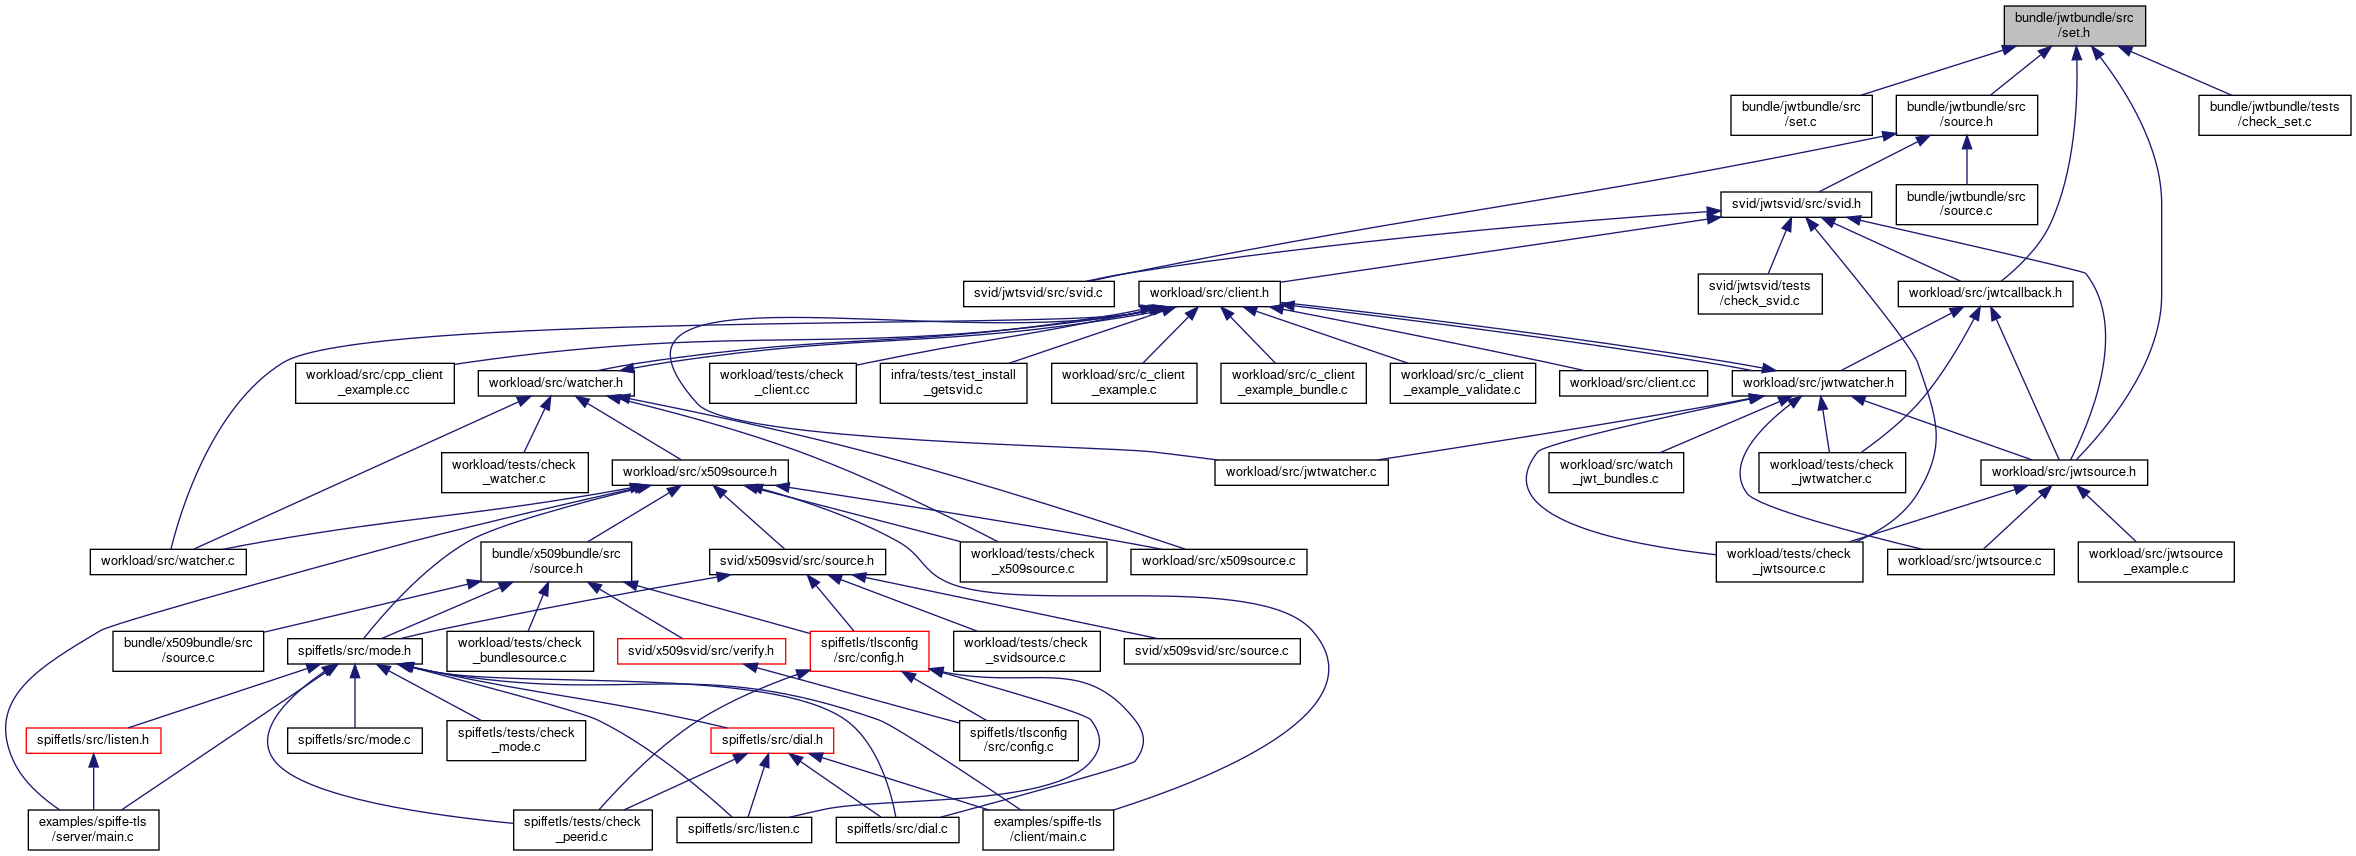 bundle/jwtbundle/src
/set.h
bundle/jwtbundle/src
/set.c
bundle/jwtbundle/src
/source.h
bundle/jwtbundle/tests
/check_set.c
svid/jwtsvid/src/svid.h
bundle/jwtbundle/src
/source.c
svid/jwtsvid/src/svid.c
workload/src/client.h
svid/jwtsvid/tests
/check_svid.c
workload/src/jwtcallback.h
workload/src/cpp_client
_example.cc
workload/src/watcher.h
workload/tests/check
_client.cc
infra/tests/test_install
_getsvid.c
workload/src/c_client
_example.c
workload/src/c_client
_example_bundle.c
workload/src/c_client
_example_validate.c
workload/src/client.cc
workload/src/jwtwatcher.h
workload/tests/check
_watcher.c
workload/src/x509source.h
workload/src/jwtwatcher.c
workload/src/watch
_jwt_bundles.c
workload/tests/check
_jwtwatcher.c
workload/src/jwtsource.h
workload/src/watcher.c
bundle/x509bundle/src
/source.h
svid/x509svid/src/source.h
workload/tests/check
_x509source.c
workload/src/x509source.c
workload/tests/check
_jwtsource.c
workload/src/jwtsource.c
workload/src/jwtsource
_example.c
bundle/x509bundle/src
/source.c
spiffetls/src/mode.h
workload/tests/check
_bundlesource.c
svid/x509svid/src/verify.h
spiffetls/tlsconfig
/src/config.h
workload/tests/check
_svidsource.c
svid/x509svid/src/source.c
spiffetls/src/listen.h
spiffetls/src/mode.c
spiffetls/tests/check
_mode.c
spiffetls/src/dial.h
spiffetls/tlsconfig
/src/config.c
examples/spiffe-tls
/server/main.c
spiffetls/tests/check
_peerid.c
spiffetls/src/listen.c
spiffetls/src/dial.c
examples/spiffe-tls
/client/main.c